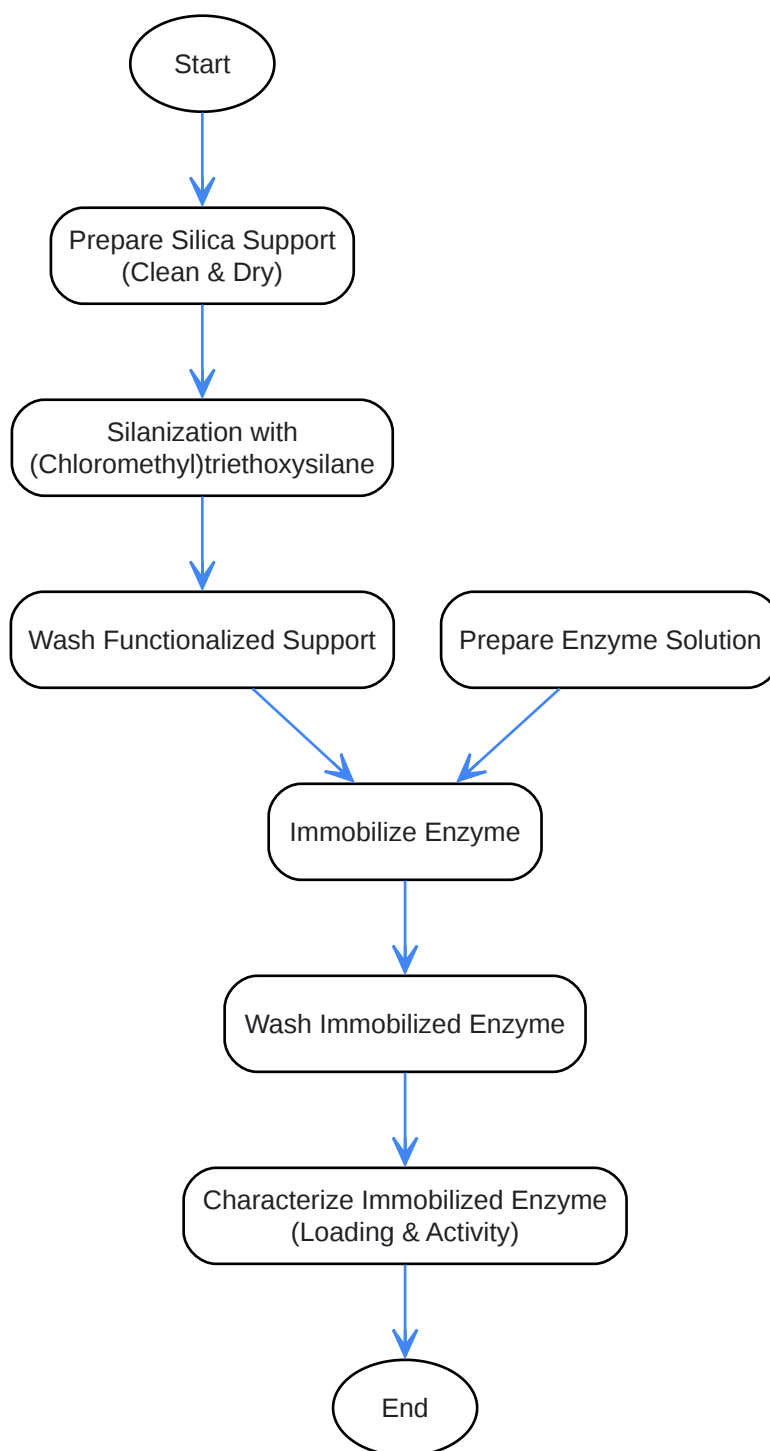 Start
Prepare Silica Support
(Clean & Dry)
Silanization with
(Chloromethyl)triethoxysilane
Wash Functionalized Support
Prepare Enzyme Solution
Immobilize Enzyme
Wash Immobilized Enzyme
Characterize Immobilized Enzyme
(Loading & Activity)
End